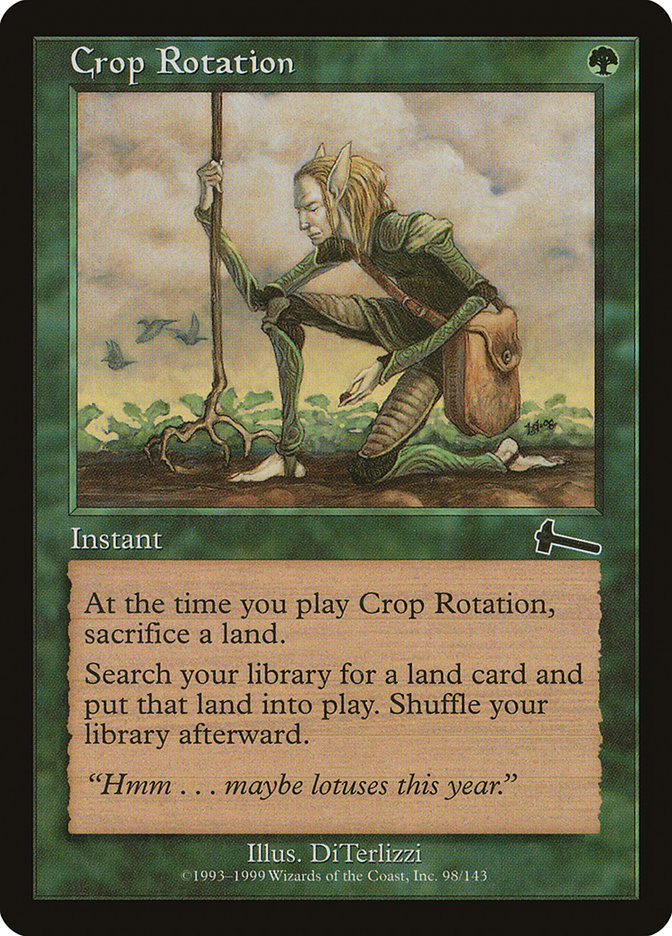 Crop Rotation
Instant
At the time you play Crop Rotation,
sacrifice a land.
Search your library for a land card and
put that land into play. Shuffle your
library afterward.
“Hmm . . . maybe lotuses this year.”
Illus. DiTerlizzi
©1993–1999 Wizards of the Coast, Inc. 98/143